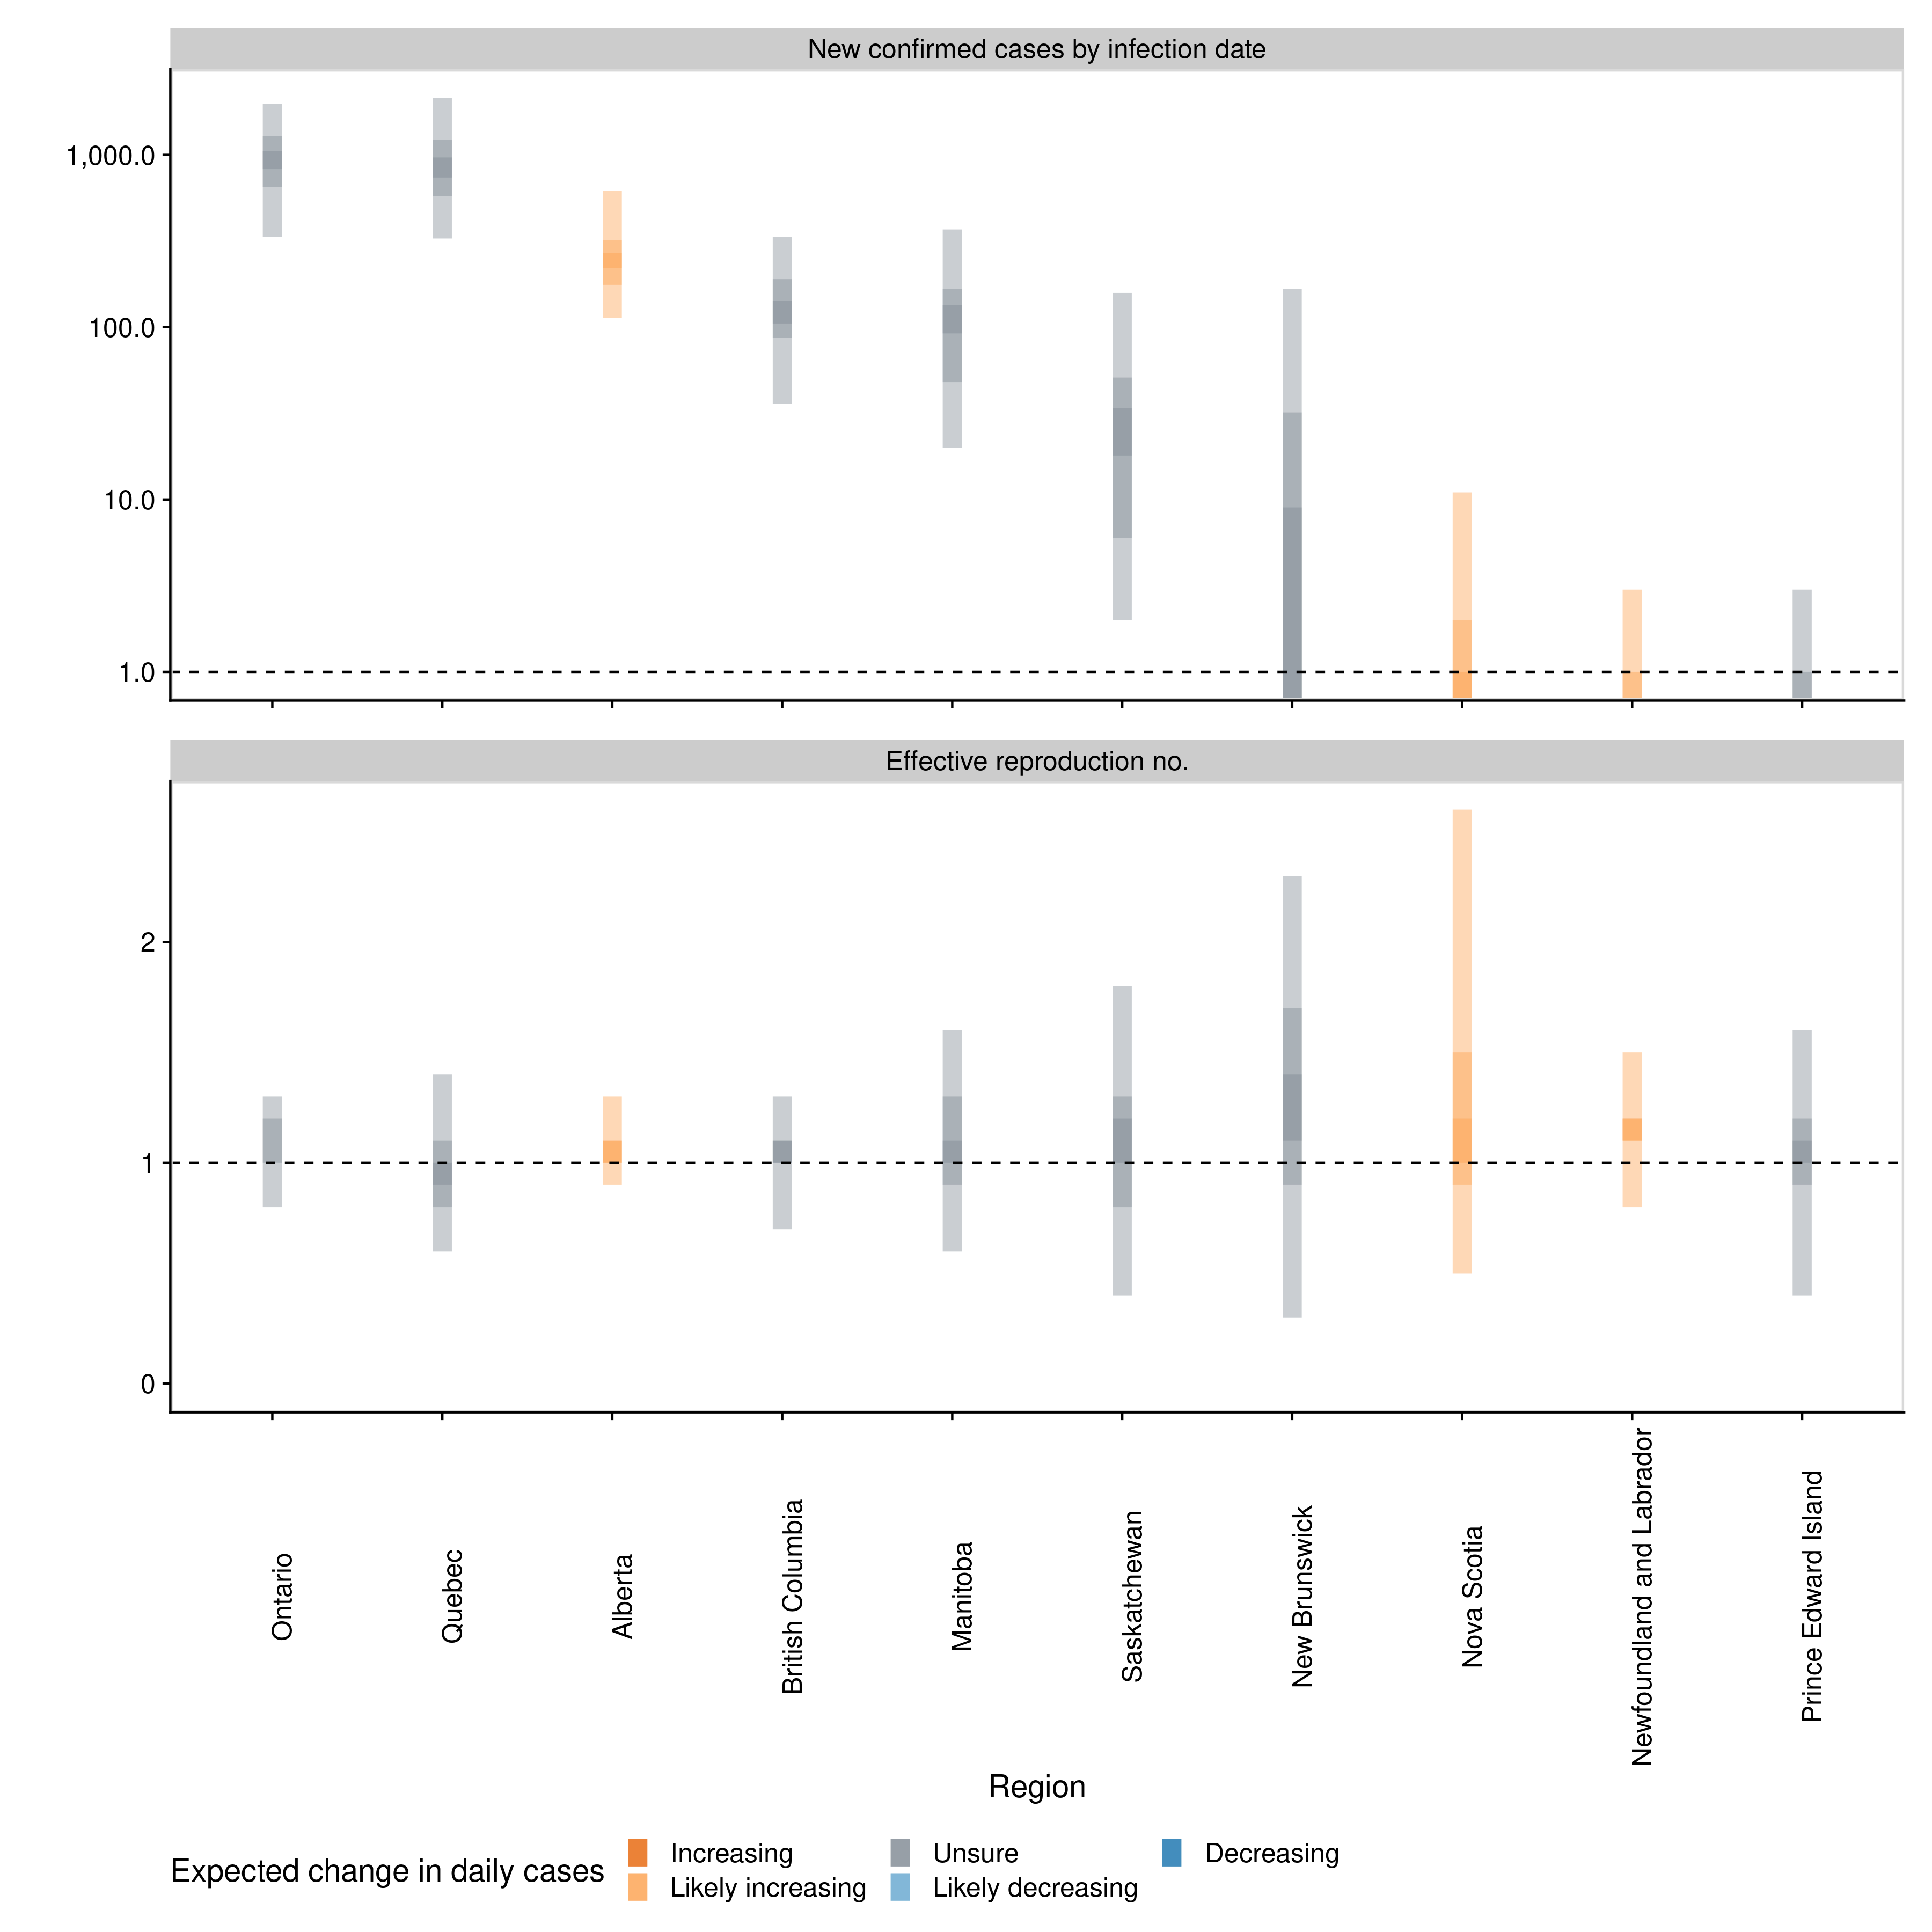 New confirmed cases by infection date
1,000.0
100.0
10.0
1.0
Effective reproduction no.
2
1
0
Ontario
Quebec
Alberta
British Columbia
Manitoba
Saskatchewan
New Brunswick
Nova Scotia
Newfoundland and Labrador
Prince Edward Island
Region
Expected change in daily cases
Increasing
Likely increasing
Unsure
Likely decreasing
Decreasing